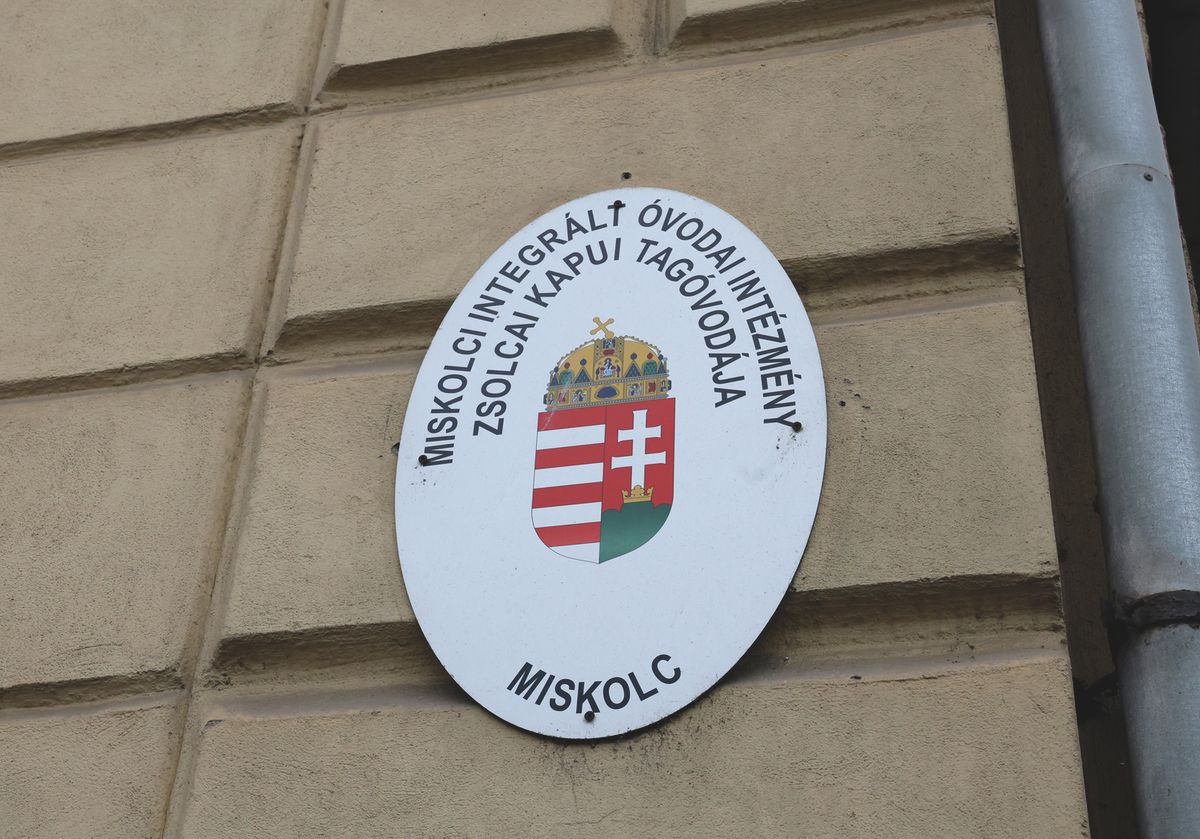 MISKOLCI INTEGRÁLT ÓVODAI INTÉZMÉNY
ZSOLCAI KAPUI TAGÓVODÁJA
MISKOLC